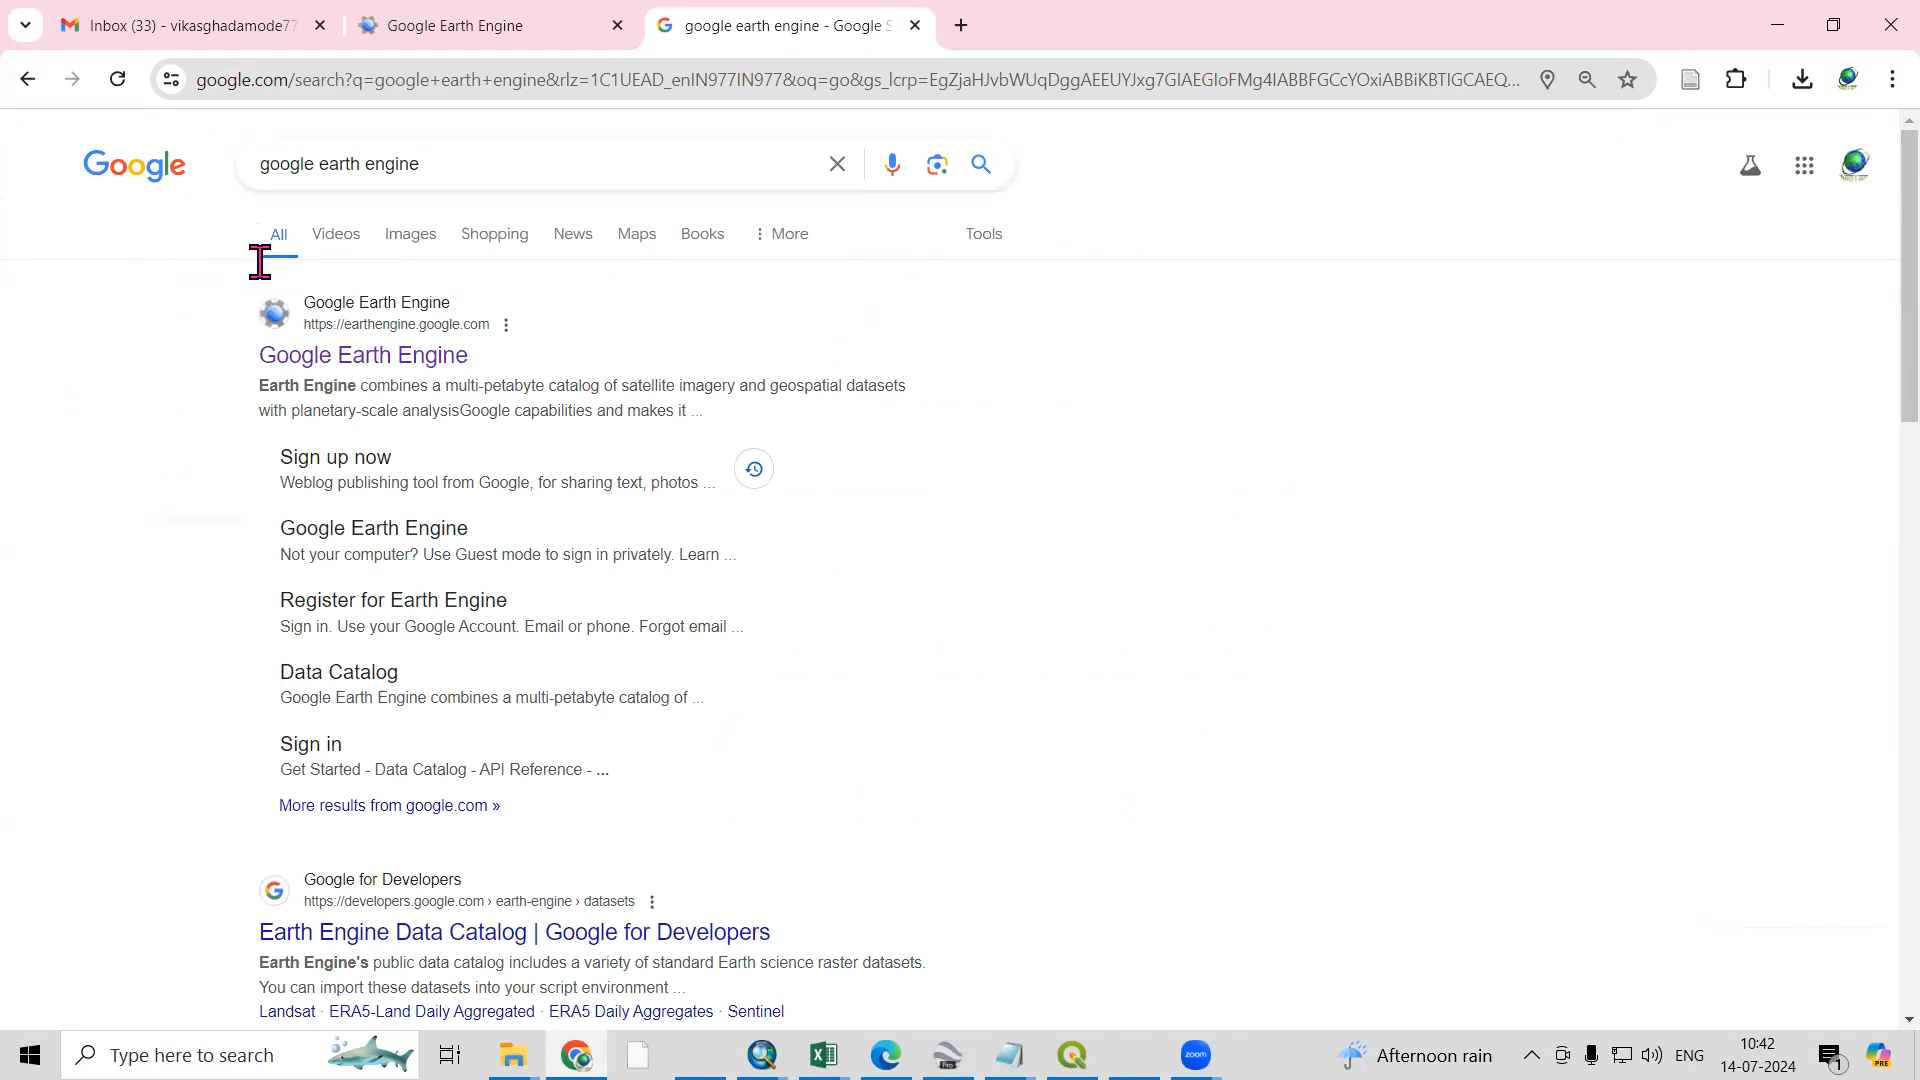 Inbox (33) - vikasghadamode77
Google Earth Engine
google earth engine - Google S
google.com/search?q=google+earth+engine&rlz=1C1UEAD_enIN977IN977&oq=go&gs_lcrp=EgZjaHJvbWUqDggAEEUYJxg7GIAEGIoFMg4IABBFGCcYOxiABBiKBTIGCAEQ...
Google
google earth engine
All
Videos
Images
Shopping
News
Maps
Books
More
Tools
Google Earth Engine
https://earthengine.google.com
Google Earth Engine
Earth Engine combines a multi-petabyte catalog of satellite imagery and geospatial datasets
with planetary-scale analysisGoogle capabilities and makes it ...
Sign up now
Weblog publishing tool from Google, for sharing text, photos ...
Google Earth Engine
Not your computer? Use Guest mode to sign in privately. Learn ...
Register for Earth Engine
Sign in. Use your Google Account. Email or phone. Forgot email ...
Data Catalog
Google Earth Engine combines a multi-petabyte catalog of ...
Sign in
Get Started - Data Catalog - API Reference - ...
More results from google.com »
Google for Developers
https://developers.google.com › earth-engine › datasets
Earth Engine Data Catalog | Google for Developers
Earth Engine's public data catalog includes a variety of standard Earth science raster datasets.
You can import these datasets into your script environment ...
Landsat · ERA5-Land Daily Aggregated · ERA5 Daily Aggregates · Sentinel
Type here to search
Pro
zoom
Afternoon rain
ENG
10:42
14-07-2024
1
PRE